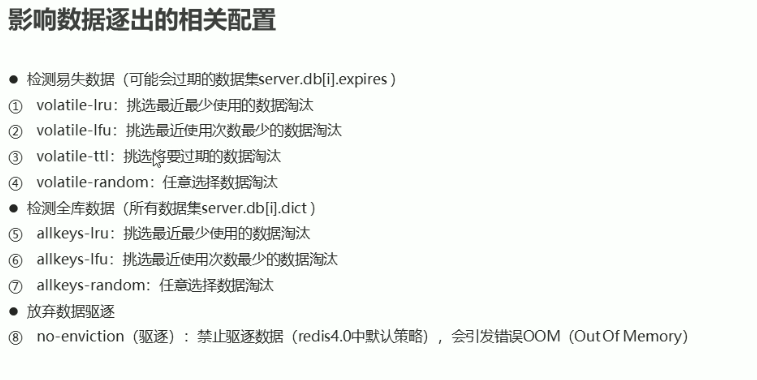 影响数据逐出的相关配置
● 检测易失数据（可能会过期的数据集server.db[i].expires ）
① volatile-lru：挑选最近最少使用的数据淘汰
② volatile-lfu：挑选最近使用次数最少的数据淘汰
③ volatile-ttl：挑选将要过期的数据淘汰
④ volatile-random：任意选择数据淘汰
● 检测全库数据（所有数据集server.db[i].dict ）
⑤ allkeys-lru：挑选最近最少使用的数据淘汰
⑥ allkeys-lfu：挑选最近使用次数最少的数据淘汰
⑦ allkeys-random：任意选择数据淘汰
● 放弃数据驱逐
⑧ no-enviction（驱逐）：禁止驱逐数据（redis4.0中默认策略），会引发错误OOM（Out Of Memory）